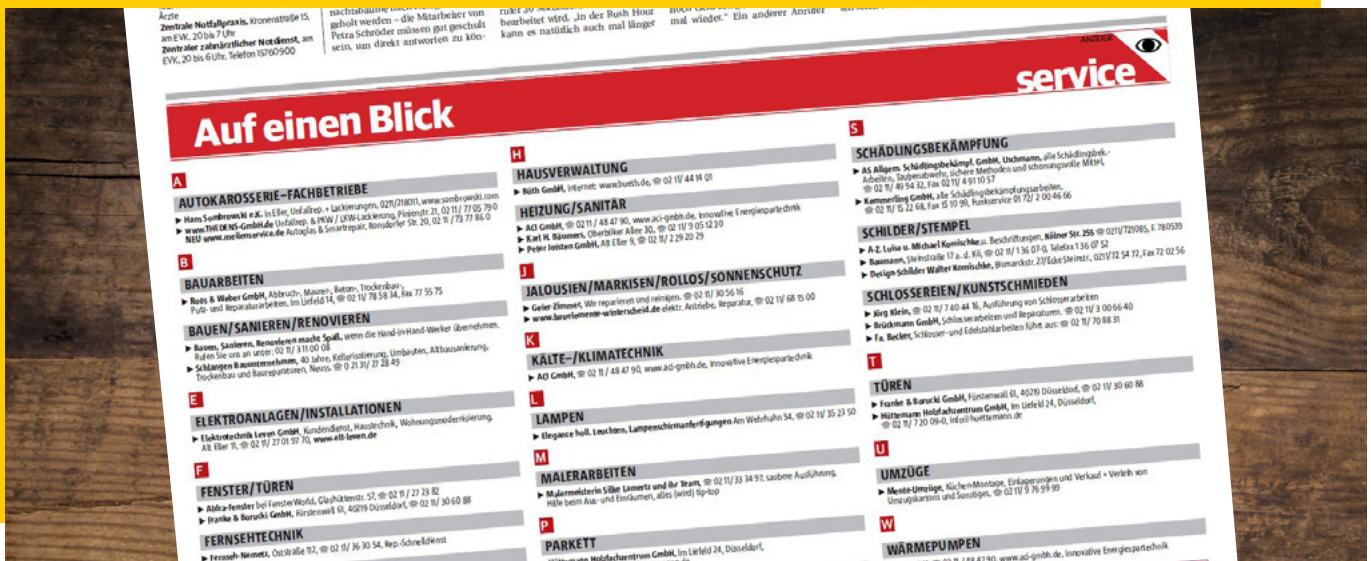 Ärzte
Zentrale Notfallpraxis, Kronenstraße 15,
am EVK, 20 bis 7 Uhr
Zentraler zahnärztlicher Notdienst, am
EVK, 20 bis 6 Uhr, Telefon 15760900
geholt werden – die Mitarbeiter von
Petra Schröder müssen gut geschult
sein, um direkt antworten zu kön-
bearbeitet wird, „in der Rush Hour
kann es natürlich auch mal länger
mal wieder.“ Ein anderer Anrufer
ANZEIGE
Auf einen Blick
service
A
AUTOKAROSSERIE-FACHBETRIEBE
► Hans Sombrowski e.K. in Eller, Unfallrep. + Lackierungen, 0211/218011, www.sombrowski.com
► www.THEDENS-GmbH.de Unfallrep. & PKW / LKW-Lackierung, Pinienstr. 21, 0211 / 77 05 79 0
NEU www.mellenservice.de Autoglas & Smartrepair, Ronsdorfer Str. 20, 02 11 / 73 77 86 0
B
BAUARBEITEN
► Roos & Weber GmbH, Abbruch-, Maurer-, Beton-, Trockenbau-,
Putz- und Reparaturarbeiten, Im Liefeld 14, ☎ 02 11/ 78 58 34, Fax 77 55 75
BAUEN/SANIEREN/RENOVIEREN
► Bauen, Sanieren, Renovieren macht Spaß, wenn die Hand-in-Hand-Werker übernehmen.
Rufen Sie uns an unter: 02 11/ 3 11 00 08
► Schlangen Bauunternehmen, 40 Jahre, Kellerisolierung, Umbauten, Altbausanierung,
Trockenbau und Baureparaturen, Neuss. ☎ 0 21 31/ 27 28 49
E
ELEKTROANLAGEN/INSTALLATIONEN
► Elektrotechnik Leven GmbH, Kundendienst, Haustechnik, Wohnungsmodernisierung,
Alt Eller 11, ☎ 02 11/ 27 01 97 70, www.elt-leven.de
F
FENSTER/TÜREN
► Aldra-Fenster bei FensterWorld, Glashüttenstr. 57, ☎ 02 11 / 27 23 82
► Franke & Borucki GmbH, Fürstenwall 61, 40219 Düsseldorf, ☎ 02 11/ 30 60 88
FERNSEHTECHNIK
► Fernseh-Nemetz, Oststraße 112, ☎ 02 11/ 36 30 54, Rep.-Schnelldienst
H
HAUSVERWALTUNG
► Büth GmbH, Internet: www.bueth.de, ☎ 02 11/ 44 14 01
HEIZUNG/SANITÄR
► ACI GmbH, ☎ 02 11 / 48 47 90, www.aci-gmbh.de, Innovative Energiespartechnik
► Karl H. Bäumers, Oberbilker Allee 30, ☎ 02 11/ 9 05 12 30
► Peter Joisten GmbH, Alt Eller 9, ☎ 02 11/ 2 29 20 29
J
JALOUSIEN/MARKISEN/ROLLOS/SONNENSCHUTZ
► Geier-Zimmer, Wir reparieren und reinigen. ☎ 02 11/ 30 56 16
► www.bauelemente-winterscheid.de elektr. Antriebe, Reparatur, ☎ 02 11/ 68 15 00
K
KÄLTE-/KLIMATECHNIK
► ACI GmbH, ☎ 02 11 / 48 47 90, www.aci-gmbh.de, Innovative Energiespartechnik
L
LAMPEN
► Elegance holl. Leuchten, Lampenschirmanfertigungen Am Wehrhahn 54, ☎ 02 11/ 35 23 50
M
MALERARBEITEN
► Malermeisterin Silke Lamertz und ihr Team, ☎ 02 11/ 33 34 97, saubere Ausführung,
Hilfe beim Aus- und Einräumen, alles (wird) tip-top
P
PARKETT
Holzfachzentrum GmbH, Im Liefeld 24, Düsseldorf,
S
SCHÄDLINGSBEKÄMPFUNG
► AS Allgem. Schädlingsbekämpf. GmbH, Uschmann, alle Schädlingsbek.-
Arbeiten, Taubenabwehr, sichere Methoden und schonungsvolle Mittel,
☎ 02 11/ 49 94 32, Fax 02 11/ 4 91 10 57
► Kemmerling GmbH, alle Schädlingsbekämpfungsarbeiten,
☎ 02 11/ 15 22 68, Fax 15 10 99, Funkservice 01 72/ 2 00 46 66
SCHILDER/STEMPEL
► A-Z. Luisa u. Michael Komischke u. Beschriftungen, Kölner Str. 255 ☎ 0211/721085, F. 780539
► Baumann, Steinstraße 17 a. d. Kö, ☎ 02 11/ 1 36 07-0, Telefax 1 36 07 52
► Design-Schilder Walter Komischke, Bismarckstr. 27/Ecke Steinstr., 0211/72 54 72, Fax 72 02 56
SCHLOSSEREIEN/KUNSTSCHMIEDEN
► Jörg Klein, ☎ 02 11/ 7 40 44 16, Ausführung von Schlosserarbeiten
► Brückmann GmbH, Schlosserarbeiten und Reparaturen, ☎ 02 11/ 3 00 66 40
► Fa. Becker, Schlosser- und Edelstahlarbeiten führt aus: ☎ 02 11/ 70 88 31
T
TÜREN
► Franke & Borucki GmbH, Fürstenwall 61, 40219 Düsseldorf, ☎ 02 11/ 30 60 88
► Hüttemann Holzfachzentrum GmbH, Im Liefeld 24, Düsseldorf,
☎ 02 11/ 7 20 09-0, info@huettemann.de
U
UMZÜGE
► Mente-Umzüge, Küchen-Montage, Einlagerungen und Verkauf + Verleih von
Umzugskartons und Sonstiges, ☎ 02 11/ 9 76 99 99
W
WÄRMEPUMPEN
48 47 90, www.aci-gmbh.de, Innovative Energiespartechnik